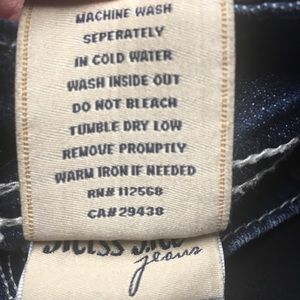 MACHINE WASH
SEPERATELY
IN COLD WATER
WASH INSIDE OUT
DO NOT BLEACH
TUMBLE DRY LOW
REMOVE PROMPTLY
WARM IRON IF NEEDED
RN# 112568
CA# 29438
jeans